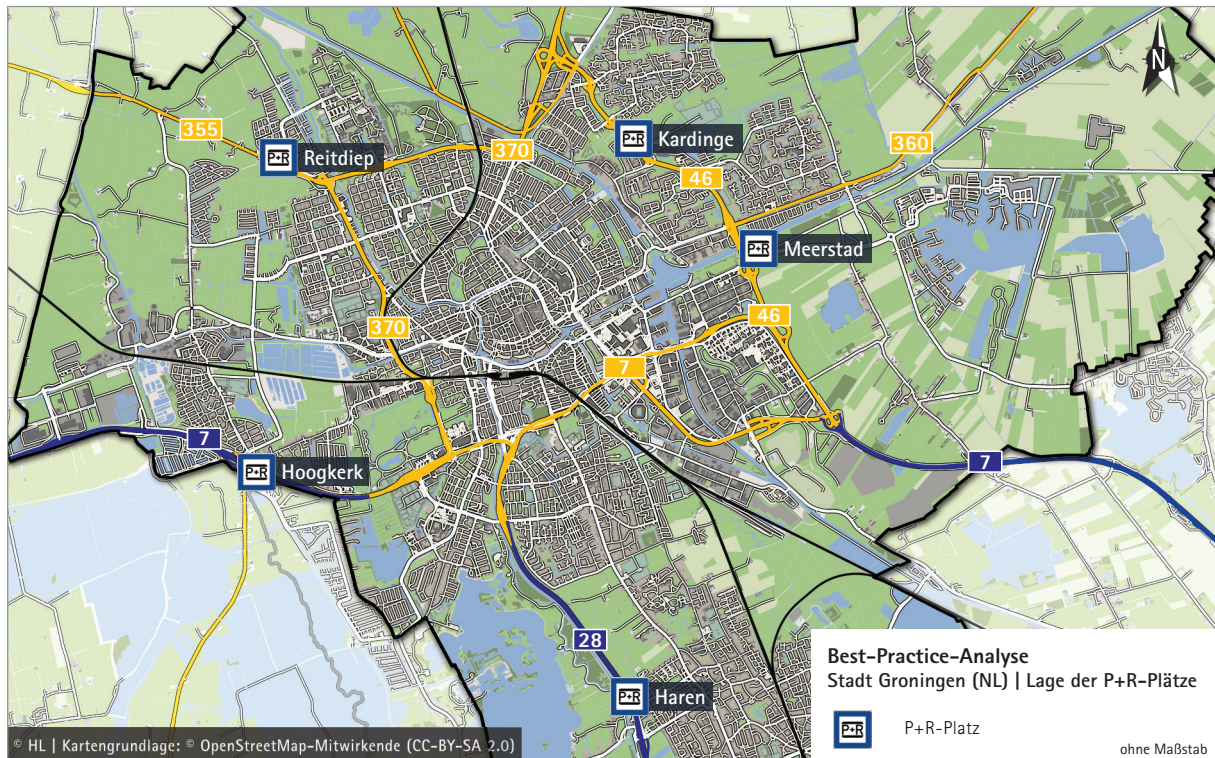 N
355
P+R Reitdiep
370
P+R Kardinge
360
46
P+R Meerstad
46
370
7
7
P+R Hoogkerk
7
28
P+R Haren
Best-Practice-Analyse
Stadt Groningen (NL) | Lage der P+R-Plätze
P+R P+R-Platz
ohne Maßstab
© HL | Kartengrundlage: © OpenStreetMap-Mitwirkende (CC-BY-SA 2.0)